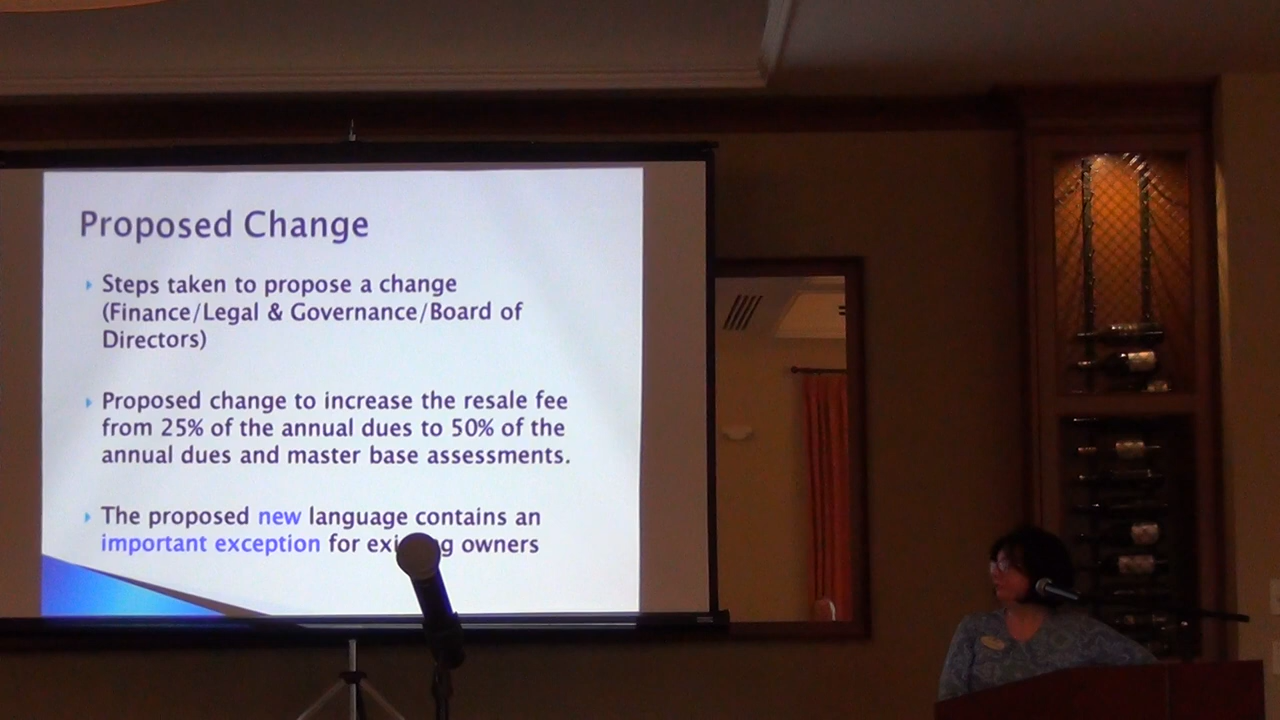 Proposed Change
Steps taken to propose a change
(Finance/Legal & Governance/Board of
Directors)
Proposed change to increase the resale fee
from 25% of the annual dues to 50% of the
annual dues and master base assessments.
The proposed new language contains an
important exception for owners